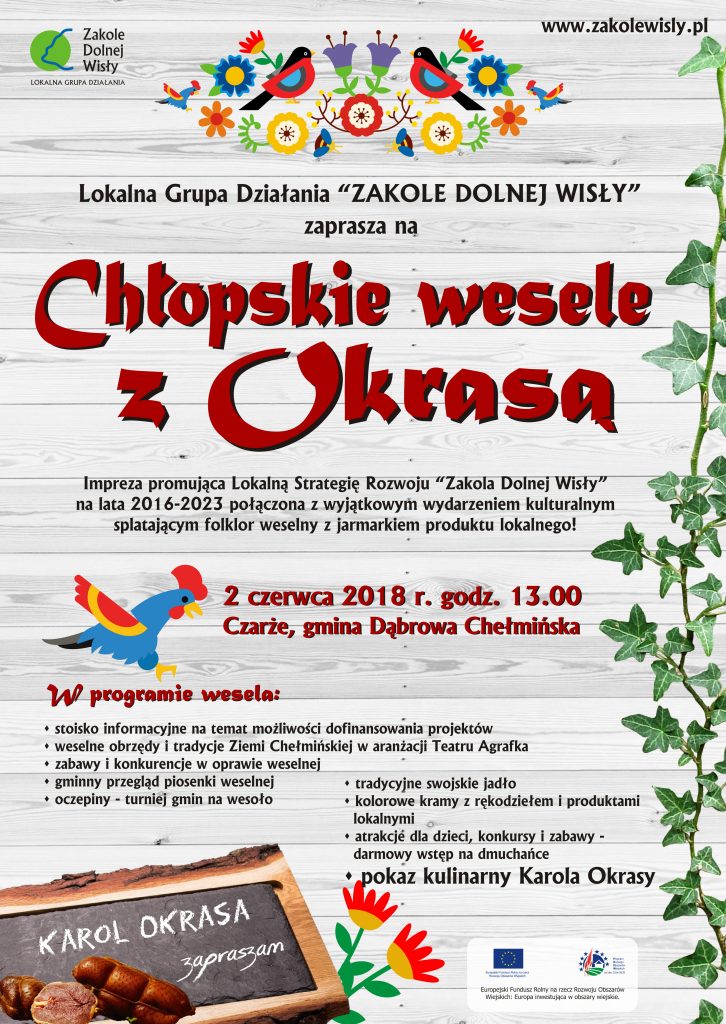 Zakole
Dolnej
Wisły
LOKALNA GRUPA DZIAŁANIA
www.zakolewisly.pl
Lokalna Grupa Działania “ZAKOLE DOLNEJ WISŁY”
zaprasza na
Chłopskie wesele
z Okrasą
Impreza promująca Lokalną Strategię Rozwoju “Zakola Dolnej Wisły”
na lata 2016-2023 połączona z wyjątkowym wydarzeniem kulturalnym
splatającym folklor weselny z jarmarkiem produktu lokalnego!
2 czerwca 2018 r. godz. 13.00
Czarże, gmina Dąbrowa Chełmińska
W programie wesela:
• stoisko informacyjne na temat możliwości dofinansowania projektów
• weselne obrzędy i tradycje Ziemi Chełmińskiej w aranżacji Teatru Agrafka
• zabawy i konkurencje w oprawie weselnej
• gminny przegląd piosenki weselnej
• oczepiny - turniej gmin na wesoło
• tradycyjne swojskie jadło
• kolorowe kramy z rękodziełem i produktami
lokalnymi
• atrakcje dla dzieci, konkursy i zabawy -
darmowy wstęp na dmuchańce
• pokaz kulinarny Karola Okrasy
KAROL OKRASA
zapraszam
Europejski Fundusz Rolny na rzecz Rozwoju Obszarów
Wiejskich: Europa inwestująca w obszary wiejskie.